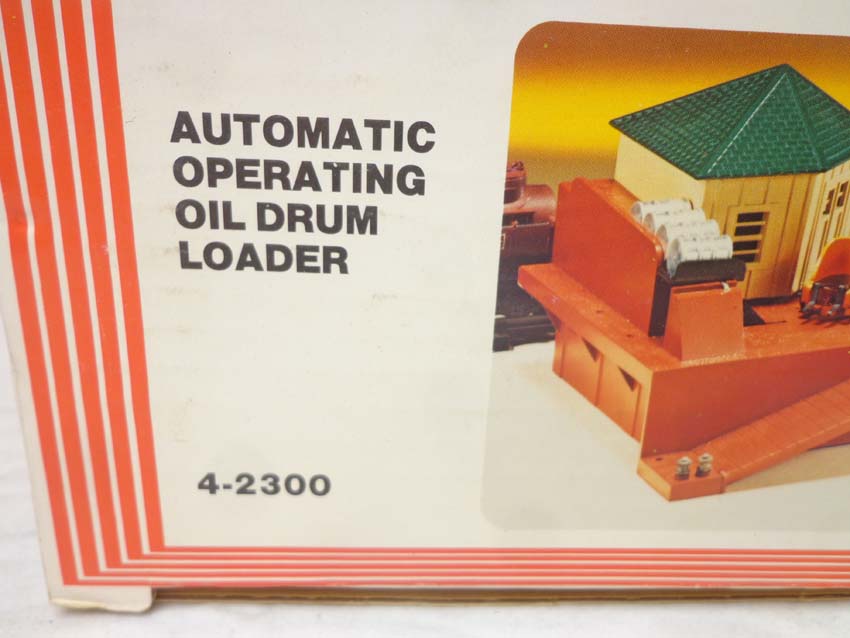 AUTOMATIC
OPERATING
OIL DRUM
LOADER
4-2300